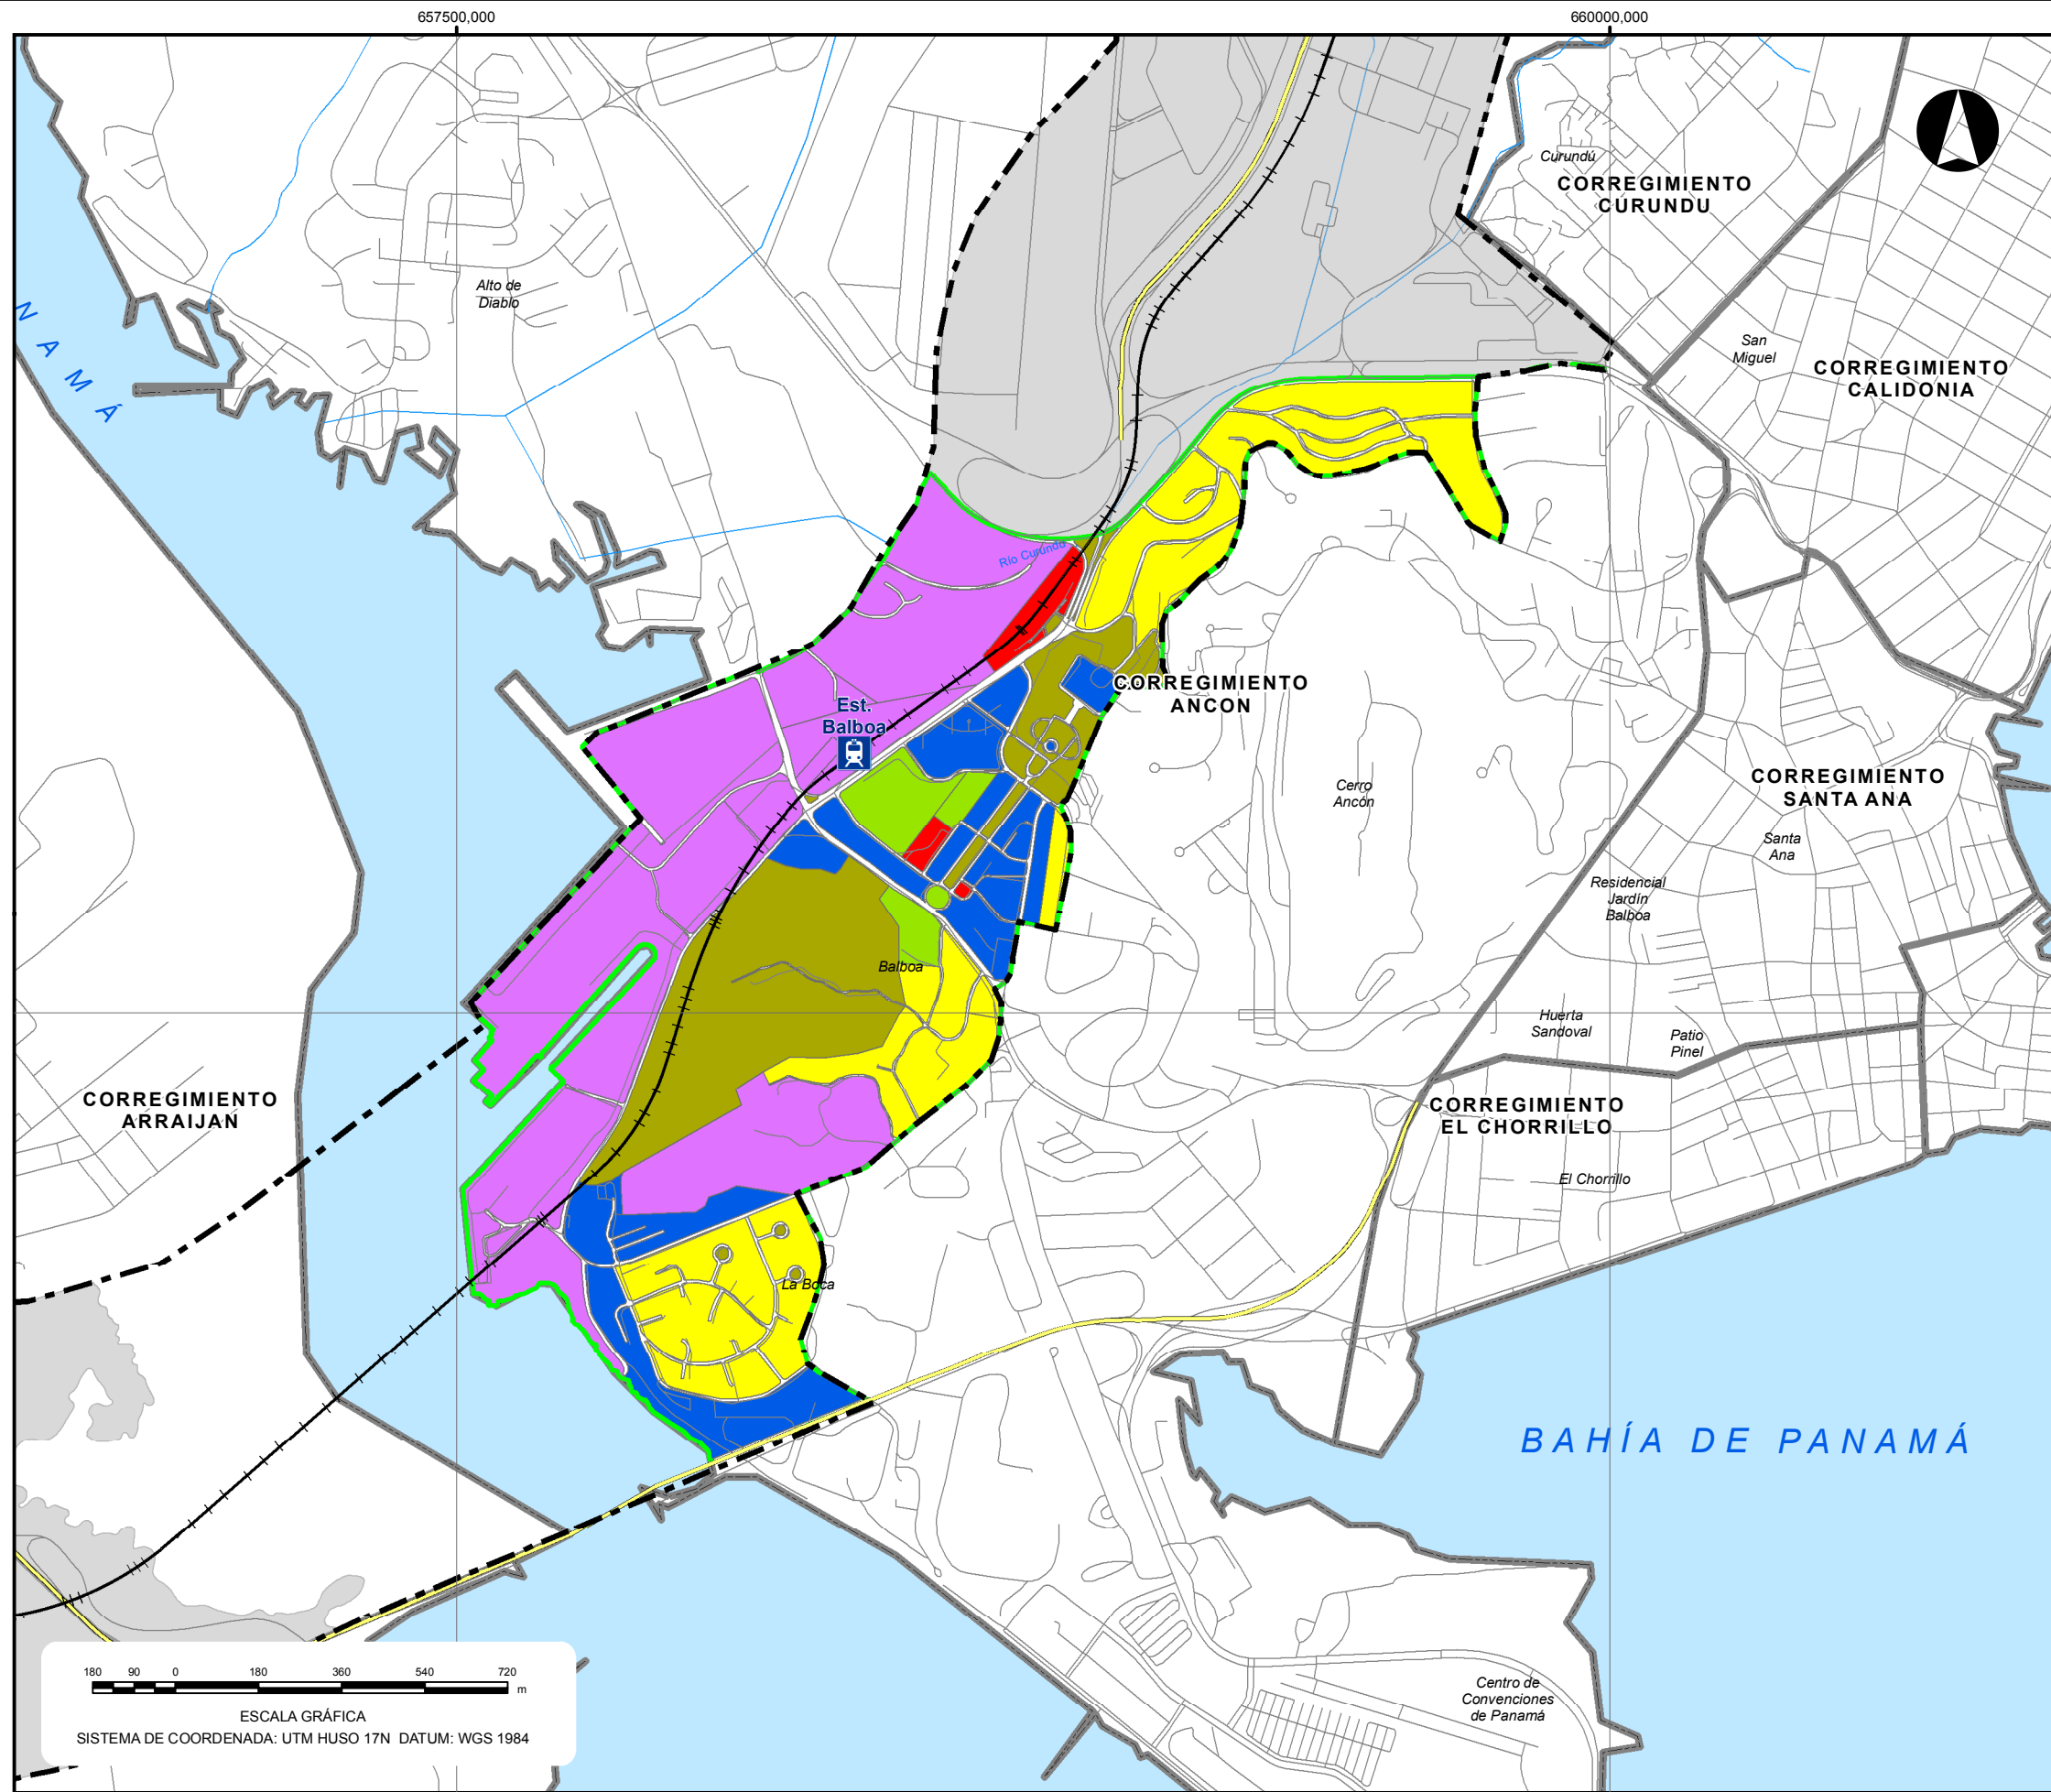 657500,000
660000,000
Curundú
CORREGIMIENTO
CURUNDU
NAMÁ
Alto de
Diablo
San
Miguel
CORREGIMIENTO
CALIDONIA
Río Curundu
CORREGIMIENTO
ANCON
Est.
Balboa
Cerro
Ancón
CORREGIMIENTO
SANTA ANA
Santa
Ana
Residencial
Jardín
Balboa
Balboa
Huerta
Sandoval
Patio
Pinel
CORREGIMIENTO
ARRAIJAN
CORREGIMIENTO
EL CHORRILLO
El Chorrillo
La Boca
BAHÍA DE PANAMÁ
180 90 0 180 360 540 720
m
ESCALA GRÁFICA
SISTEMA DE COORDENADA: UTM HUSO 17N DATUM: WGS 1984
Centro de
Convenciones
de Panamá